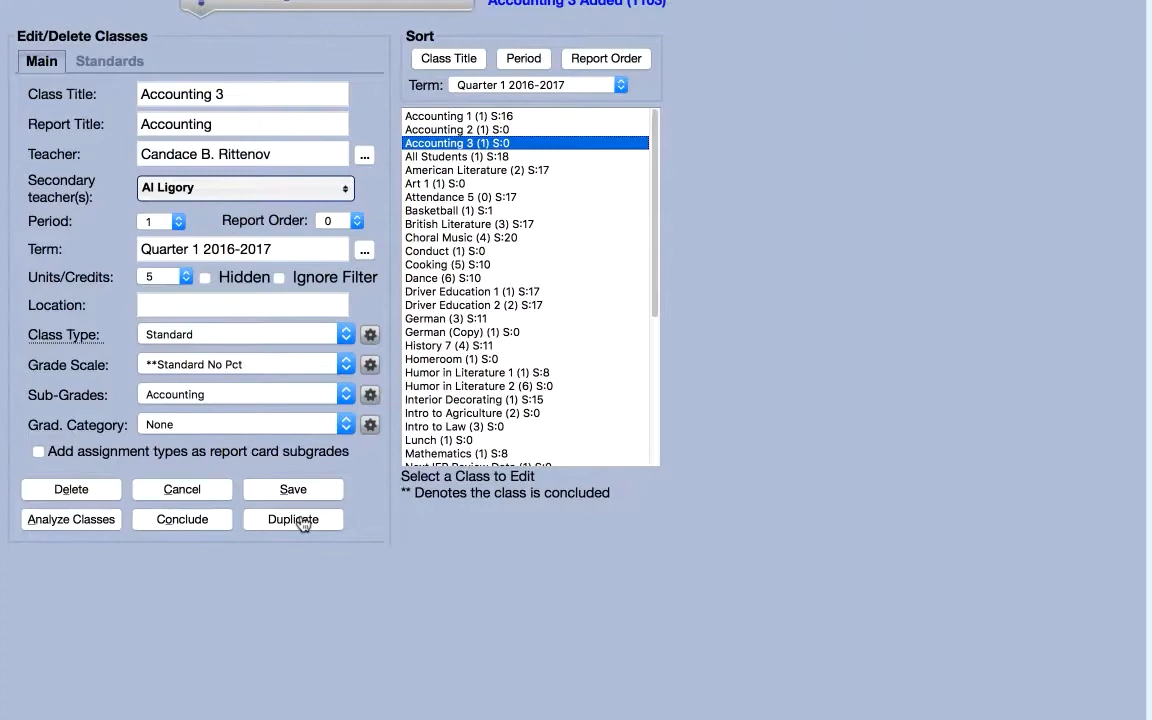 Accounting 3 Added (1103)
Edit/Delete Classes
Main Standards
Class Title: Accounting 3
Report Title: Accounting
Teacher: Candace B. Rittenov ...
Secondary
teacher(s):
Al Ligory
Period: 1 Report Order: 0
Term: Quarter 1 2016-2017 ...
Units/Credits: 5 Hidden Ignore Filter
Location:
Class Type: Standard
Grade Scale: **Standard No Pct
Sub-Grades: Accounting
Grad. Category: None
Add assignment types as report card subgrades
Delete Cancel Save
Analyze Classes Conclude Duplicate
Sort
Class Title Period Report Order
Term: Quarter 1 2016-2017
Accounting 1 (1) S:16
Accounting 2 (1) S:0
Accounting 3 (1) S:0
All Students (1) S:18
American Literature (2) S:17
Art 1 (1) S:0
Attendance 5 (0) S:17
Basketball (1) S:1
British Literature (3) S:17
Choral Music (4) S:20
Conduct (1) S:0
Cooking (5) S:10
Dance (6) S:10
Driver Education 1 (1) S:17
Driver Education 2 (2) S:17
German (3) S:11
German (Copy) (1) S:0
History 7 (4) S:11
Homeroom (1) S:0
Humor in Literature 1 (1) S:8
Humor in Literature 2 (6) S:0
Interior Decorating (1) S:15
Intro to Agriculture (2) S:0
Intro to Law (3) S:0
Lunch (1) S:0
Mathematics (1) S:8
Next IEP Review Date (1) S:0
Select a Class to Edit
** Denotes the class is concluded